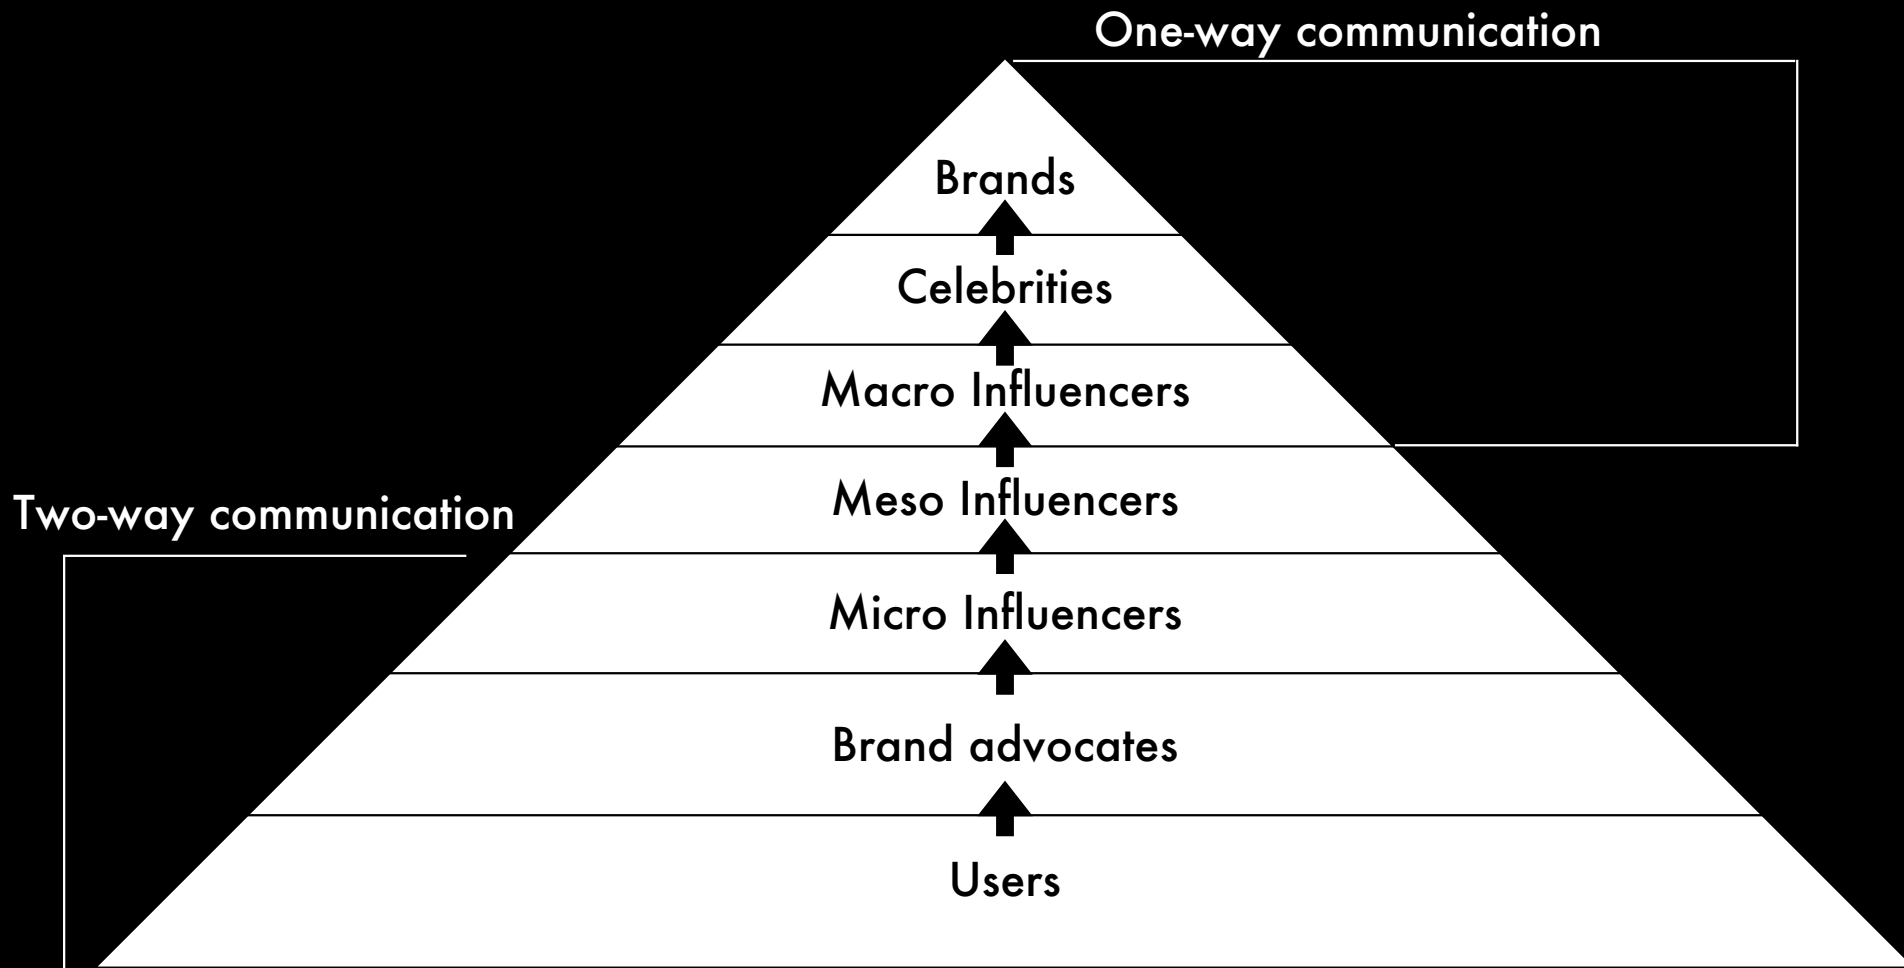 One-way communication
Brands
Celebrities
Macro Influencers
Meso Influencers
Two-way communication
Micro Influencers
Brand advocates
Users